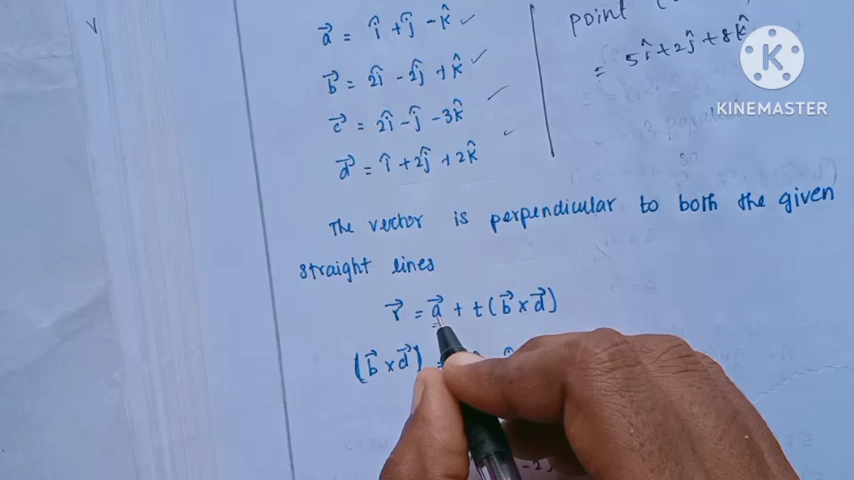 a⃗ = î + ĵ - k̂ ✓
b⃗ = 2î - 2ĵ + k̂ ✓
c⃗ = 2î - ĵ - 3k̂
d⃗ = î + 2ĵ + 2k̂
point (
= 5î + 2ĵ + 8k̂
KINEMASTER
The vector is perpendicular to both the given
straight lines
r⃗ = a⃗ + t(b⃗ × d⃗)
(b⃗ × d⃗) =